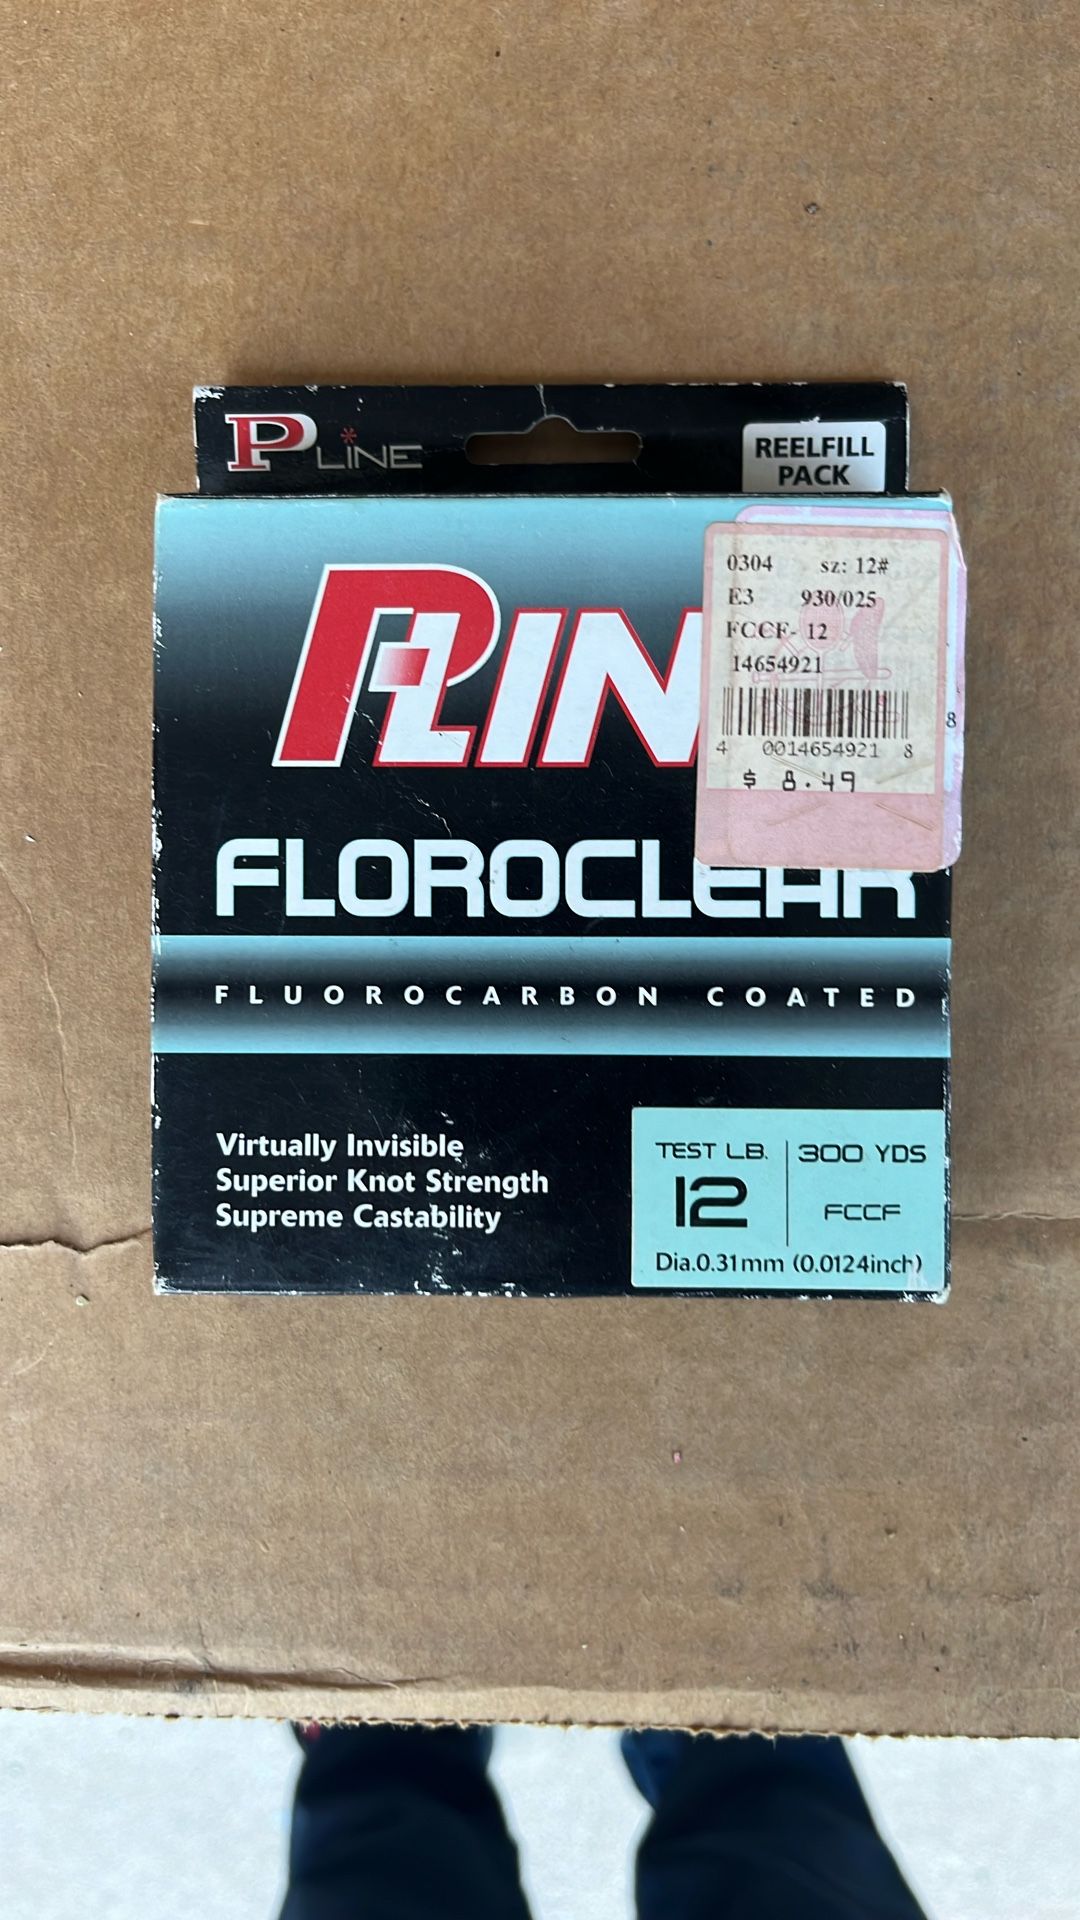 P LINE
REELFILL
PACK
0304 sz: 12#
E3 930/025
FCCF- 12
14654921
4 0014654921 8
$ 8.49
8
PLIN
FLOROCLEAR
FLUOROCARBON COATED
Virtually Invisible
Superior Knot Strength
Supreme Castability
TEST LB. 300 YDS
12 FCCF
Dia.0.31mm (0.0124inch)